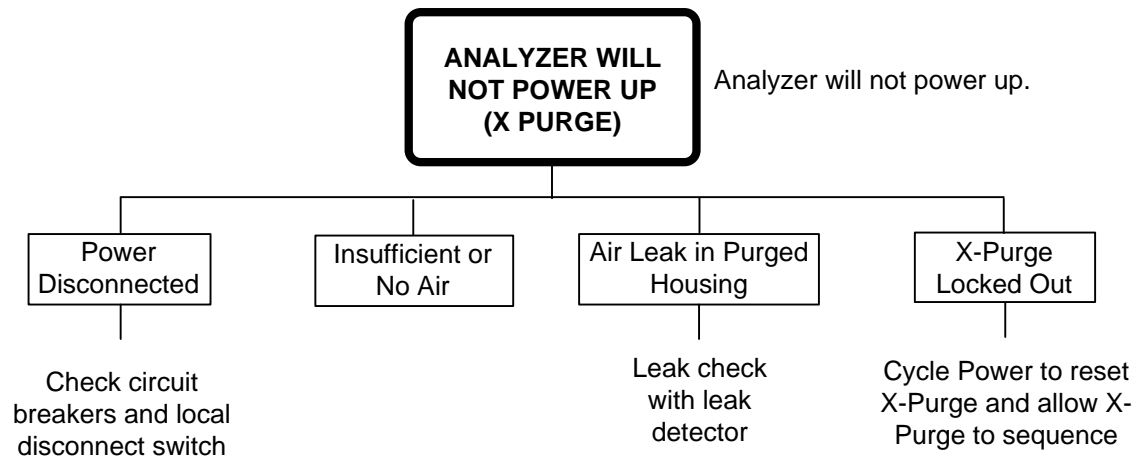 ANALYZER WILL
NOT POWER UP
(X PURGE)
Analyzer will not power up.
Power
Disconnected
Insufficient or
No Air
Air Leak in Purged
Housing
X-Purge
Locked Out
Check circuit
breakers and local
disconnect switch
Leak check
with leak
detector
Cycle Power to reset
X-Purge and allow X-
Purge to sequence